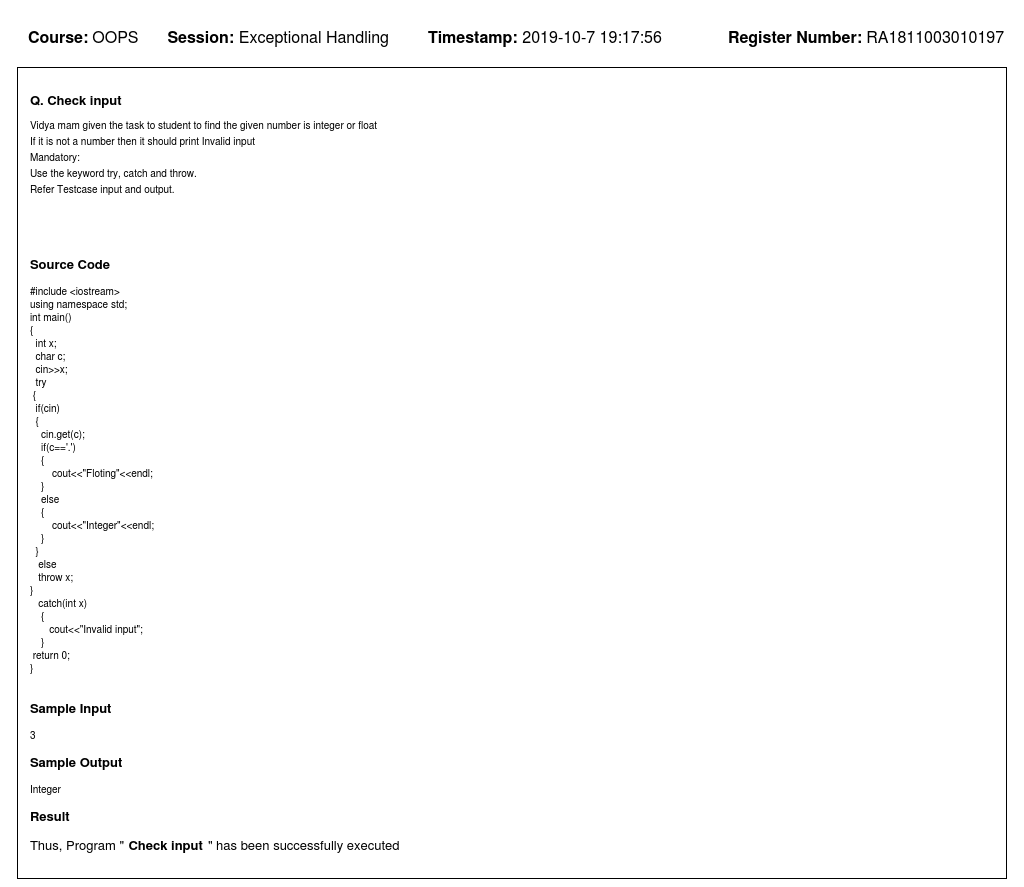 Course: OOPS Session: Exceptional Handling Timestamp: 2019-10-7 19:17:56 Register Number: RA1811003010197
Q. Check input
Vidya mam given the task to student to find the given number is integer or float
If it is not a number then it should print Invalid input
Mandatory:
Use the keyword try, catch and throw.
Refer Testcase input and output.
Source Code
#include <iostream>
using namespace std;
int main()
{
  int x;
  char c;
  cin>>x;
  try
 {
  if(cin)
  {
    cin.get(c);
    if(c=='.')
    {
        cout<<"Floting"<<endl;
    }
    else
    {
        cout<<"Integer"<<endl;
    }
  }
   else
   throw x;
}
   catch(int x)
    {
       cout<<"Invalid input";
    }
 return 0;
}
Sample Input
3
Sample Output
Integer
Result
Thus, Program " Check input " has been successfully executed